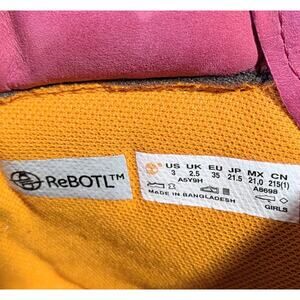 ReBOTL™
US UK EU JP MX CN
3 2.5 35 21.5 21.0 215(1)
A5Y9H A8698
MADE IN BANGLADESH
GIRLS